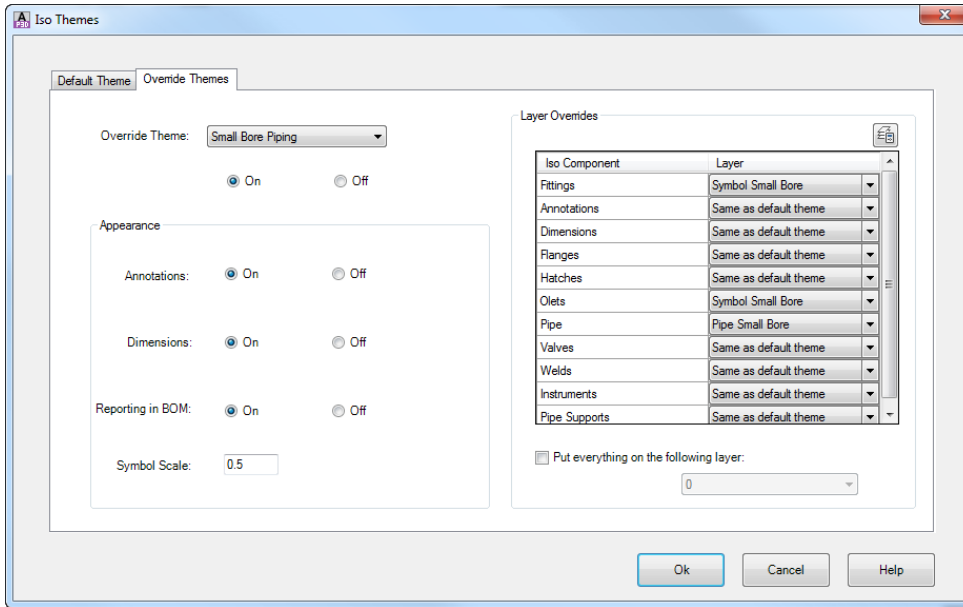 Iso Themes
Default Theme Override Themes
Override Theme: Small Bore Piping
On Off
Appearance
Annotations: On Off
Dimensions: On Off
Reporting in BOM: On Off
Symbol Scale: 0.5
Layer Overrides
Iso Component Layer
Fittings Symbol Small Bore
Annotations Same as default theme
Dimensions Same as default theme
Flanges Same as default theme
Hatches Same as default theme
Olets Symbol Small Bore
Pipe Pipe Small Bore
Valves Same as default theme
Welds Same as default theme
Instruments Same as default theme
Pipe Supports Same as default theme
Put everything on the following layer:
0
Ok Cancel Help